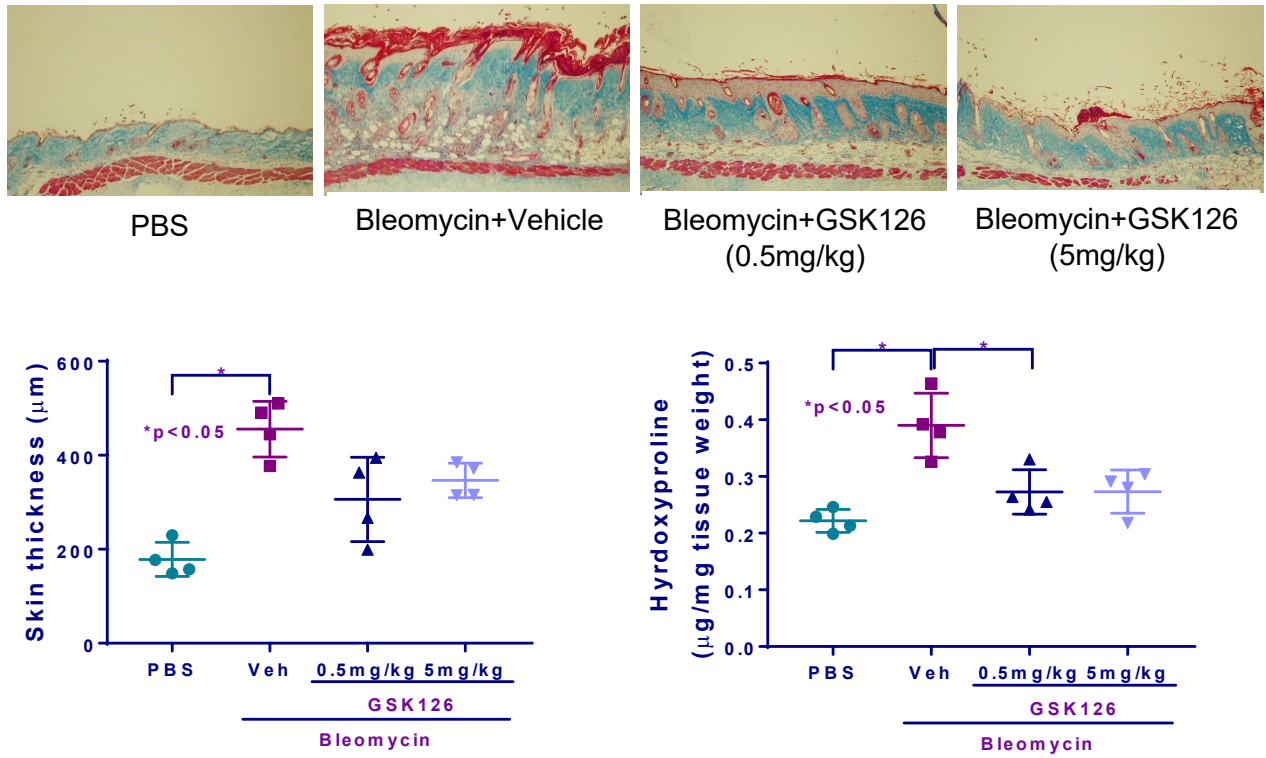 PBS
Bleomycin+Vehicle
Bleomycin+GSK126
(0.5mg/kg)
Bleomycin+GSK126
(5mg/kg)
Skin thickness (μm)
600
400
200
0
*
*p<0.05
PBS
Veh
0.5mg/kg
5mg/kg
GSK126
Bleomycin
Hyrdoxyproline
(μg/mg tissue weight)
0.5
0.4
0.3
0.2
0.1
0.0
*
*
*p<0.05
PBS
Veh
0.5mg/kg
5mg/kg
GSK126
Bleomycin